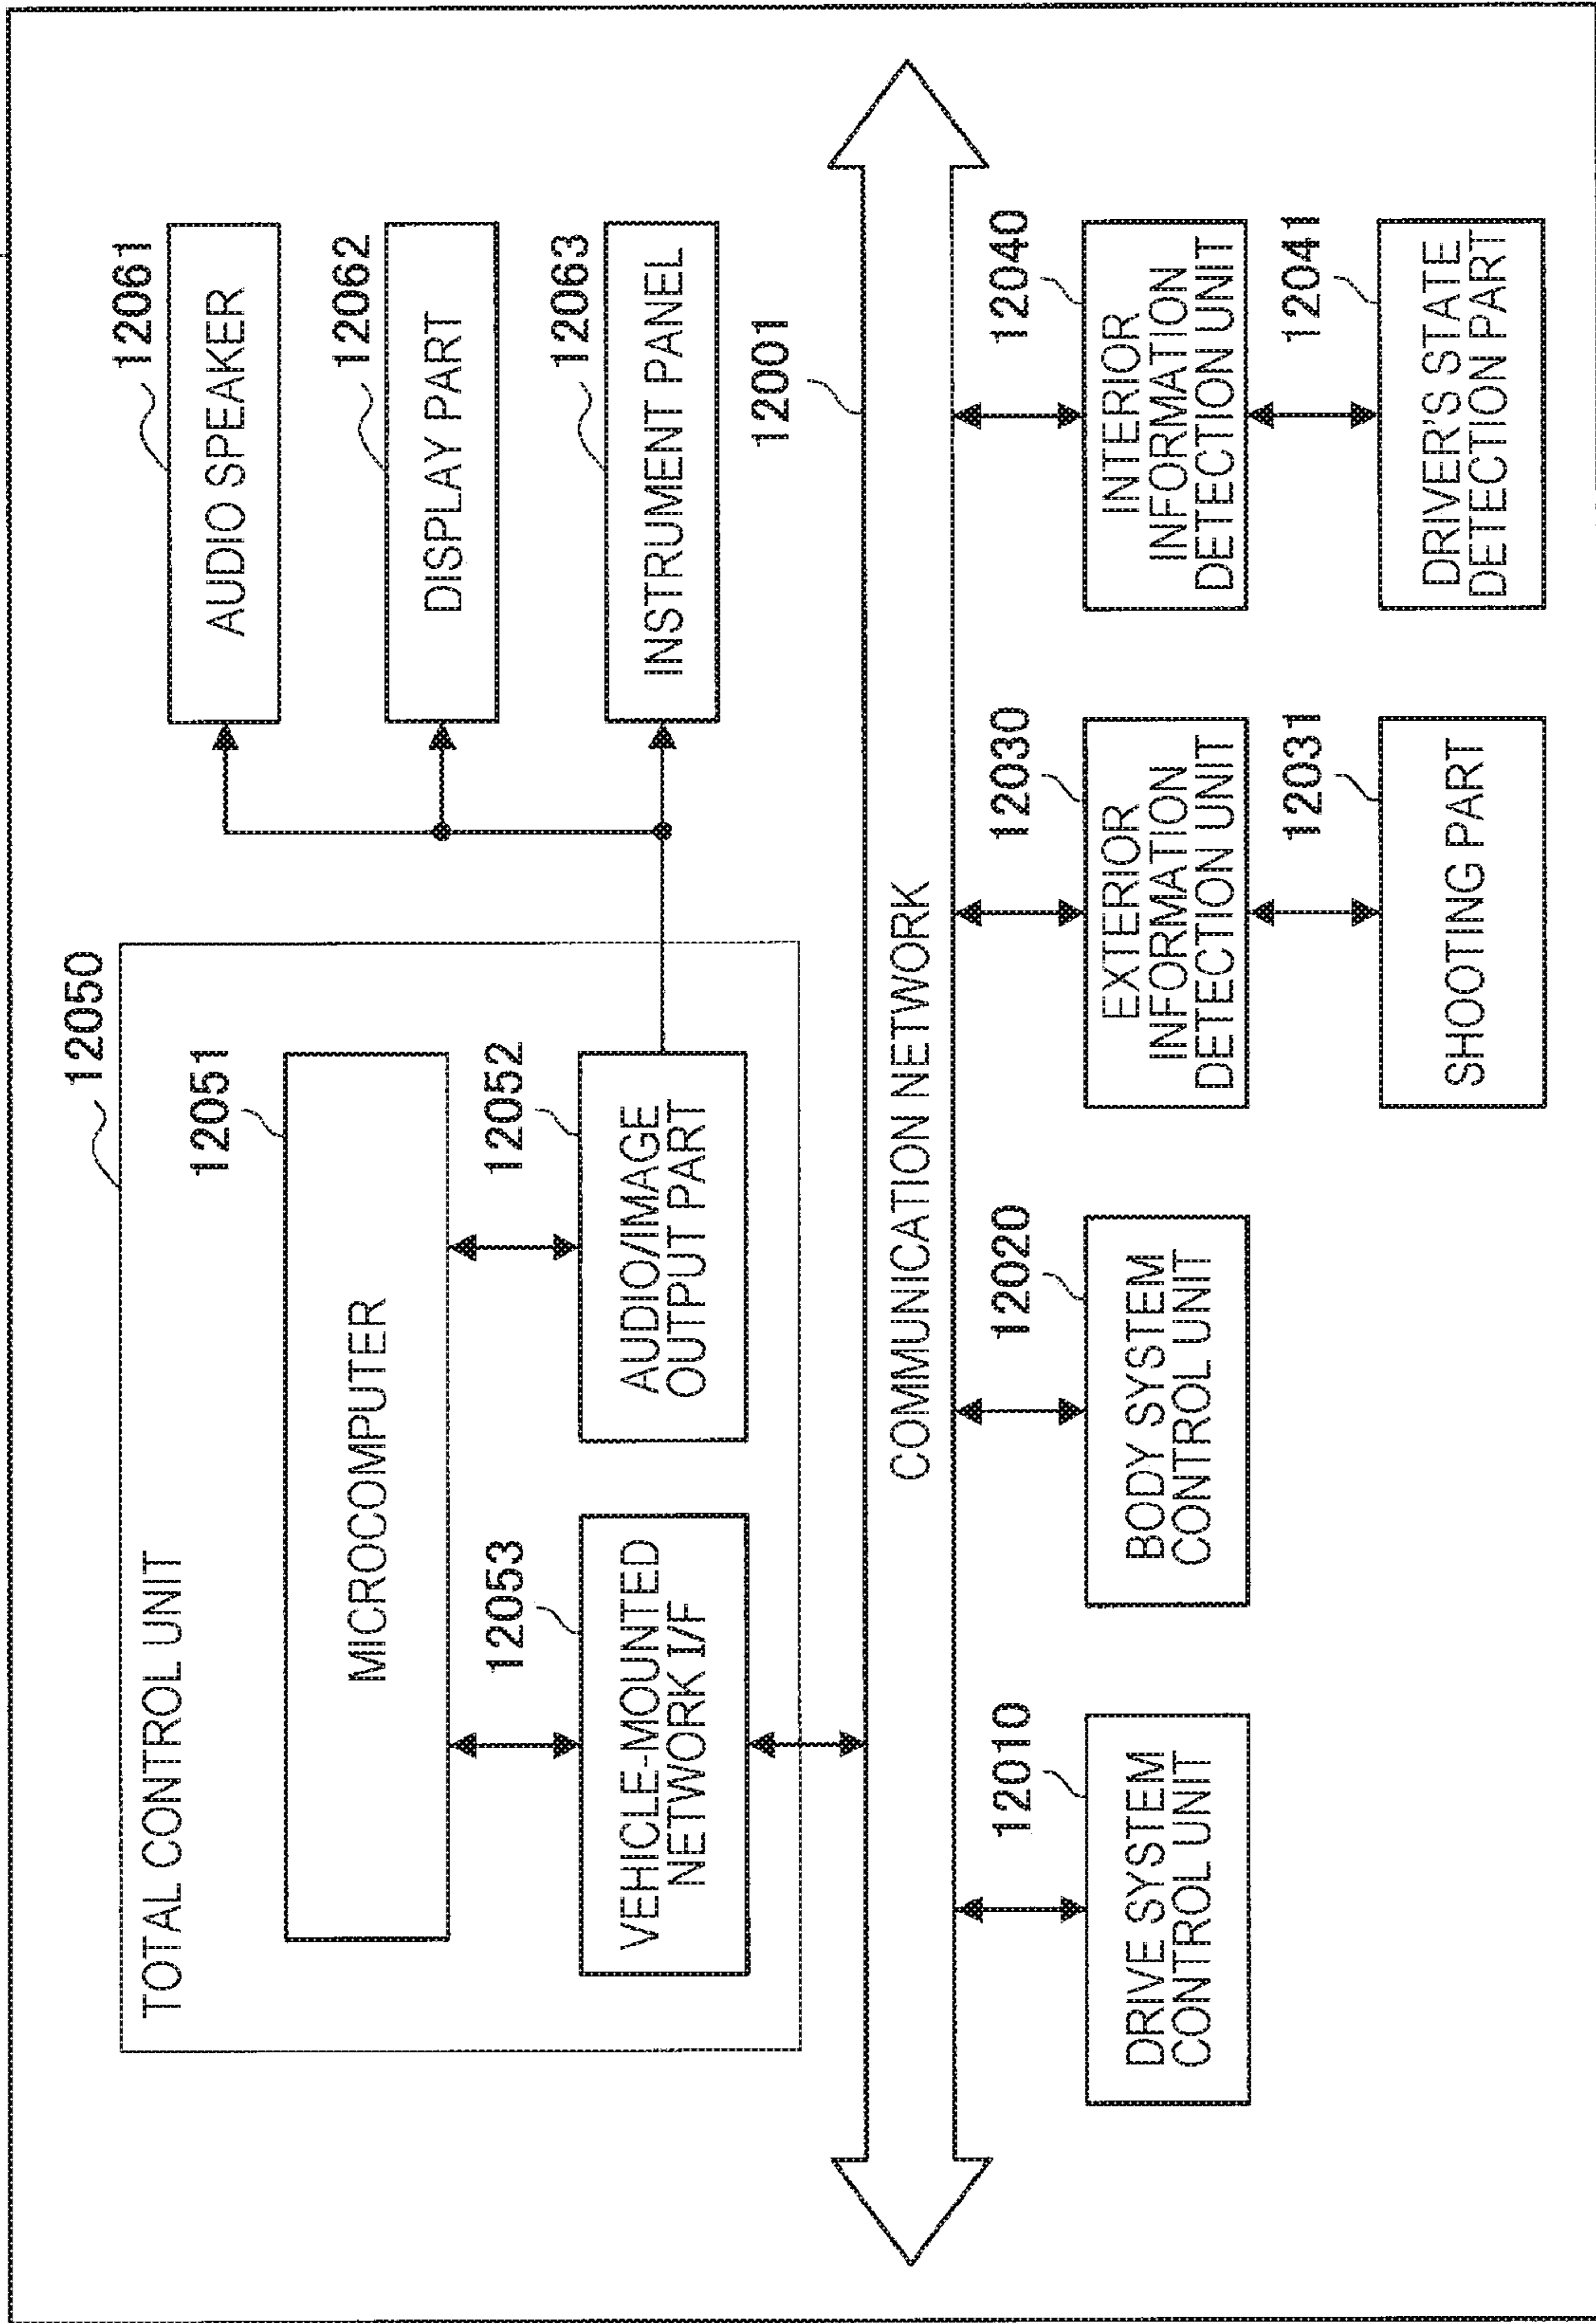 12050
TOTAL CONTROL UNIT
12051
MICROCOMPUTER
12053
VEHICLE-MOUNTED
NETWORK I/F
12052
AUDIO/IMAGE
OUTPUT PART
12061
AUDIO SPEAKER
12062
DISPLAY PART
12063
INSTRUMENT PANEL
12001
COMMUNICATION NETWORK
12010
DRIVE SYSTEM
CONTROL UNIT
12020
BODY SYSTEM
CONTROL UNIT
12030
EXTERIOR
INFORMATION
DETECTION UNIT
12031
SHOOTING PART
12040
INTERIOR
INFORMATION
DETECTION UNIT
12041
DRIVER'S STATE
DETECTION PART